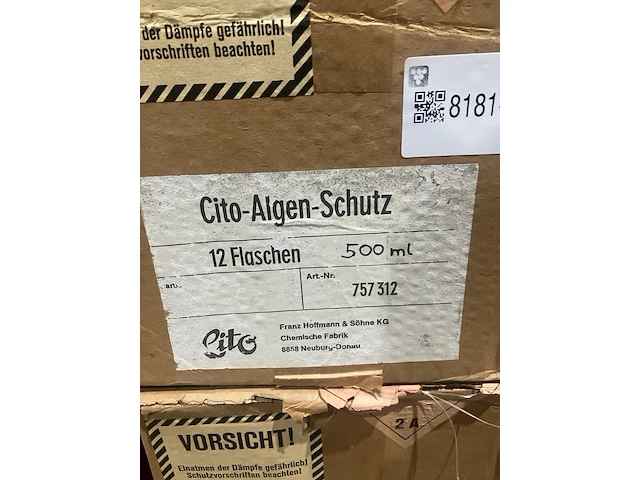 der Dämpfe gefährlich!
vorschriften beachten!
8181
Cito-Algen-Schutz
12 Flaschen 500 ml
Art.-Nr.
757 312
Cito
Franz Hoffmann & Söhne KG
Chemische Fabrik
8858 Neuburg-Donau
2 A
VORSICHT!
Einatmen der Dämpfe gefährlich!
Schutzvorschriften beachten!